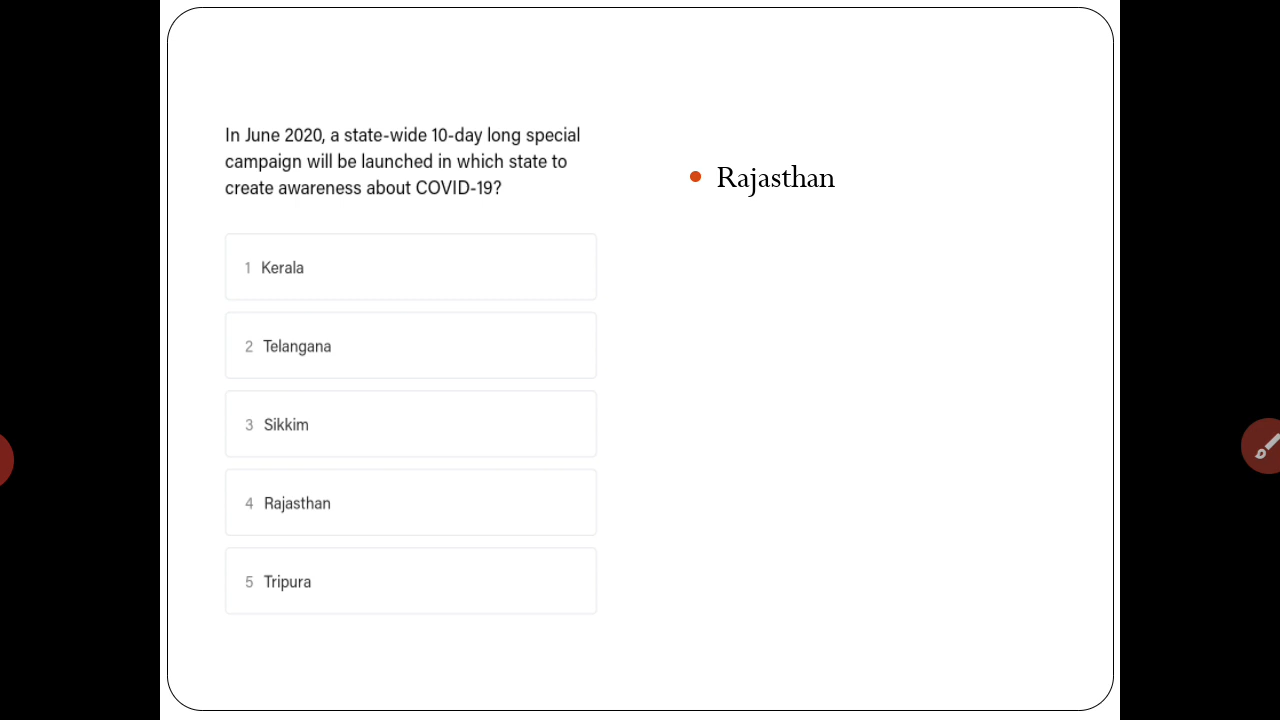 In June 2020, a state-wide 10-day long special
campaign will be launched in which state to
create awareness about COVID-19?
1 Kerala
2 Telangana
3 Sikkim
4 Rajasthan
5 Tripura
• Rajasthan